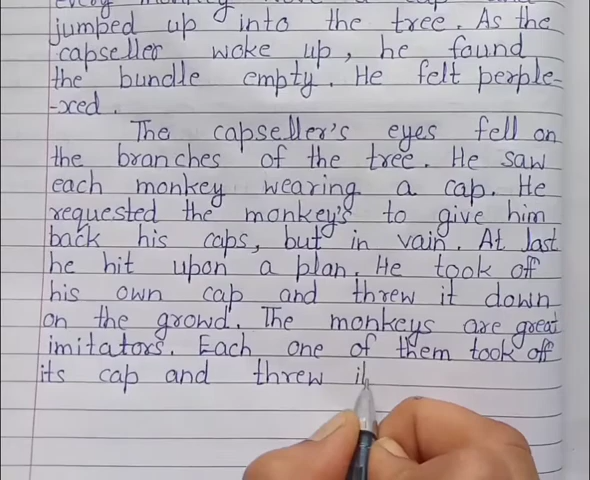 every monkey
jumped up into the tree. As the
capseller woke up, he found
the bundle empty. He felt perple-
-xed.
The capseller's eyes fell on
the branches of the tree. He saw
each monkey wearing a cap. He
requested the monkey's to give him
back his caps, but in vain. At last
he hit upon a plan. He took off
his own cap and threw it down
on the growd. The monkeys are great
imitators. Each one of them took off
its cap and threw it